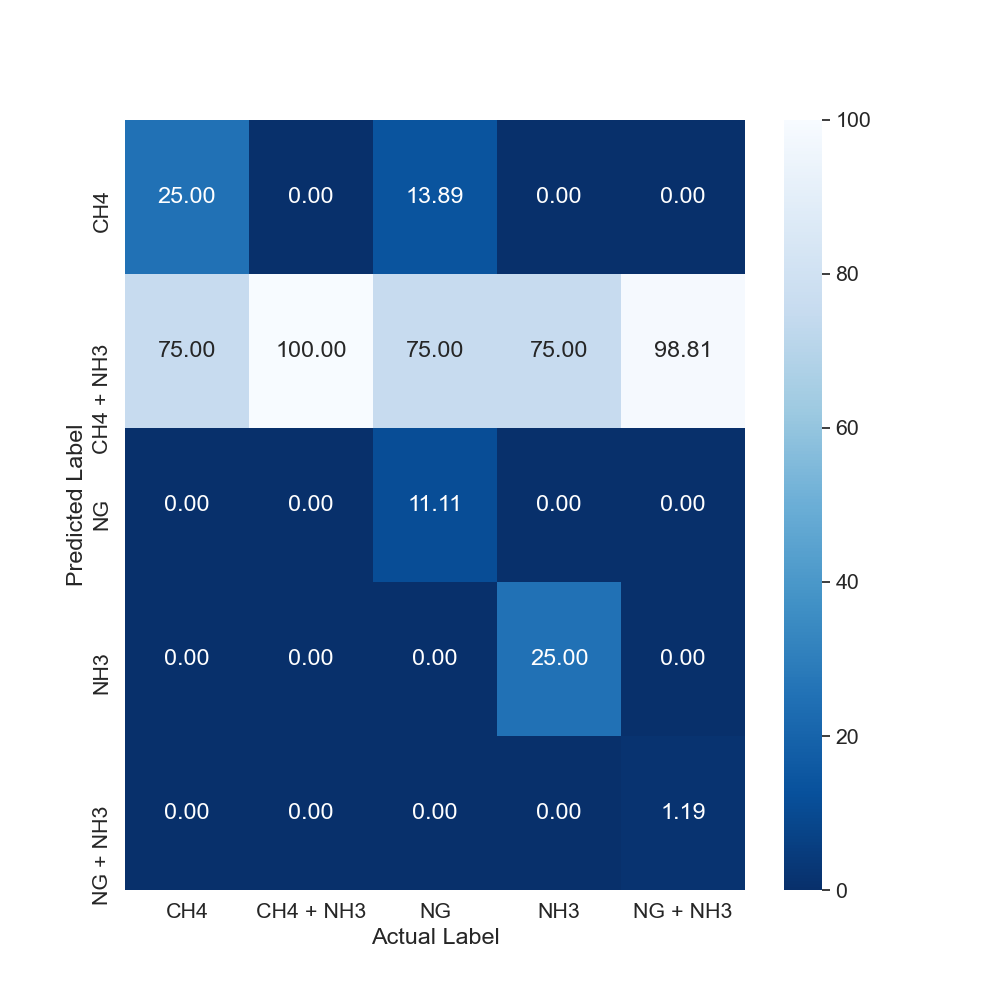 100
CH4
25.00 0.00 13.89 0.00 0.00
80
CH4 + NH3
75.00 100.00 75.00 75.00 98.81
60
Predicted Label
NG
0.00 0.00 11.11 0.00 0.00
40
NH3
0.00 0.00 0.00 25.00 0.00
20
NG + NH3
0.00 0.00 0.00 0.00 1.19
0
CH4 CH4 + NH3 NG NH3 NG + NH3
Actual Label